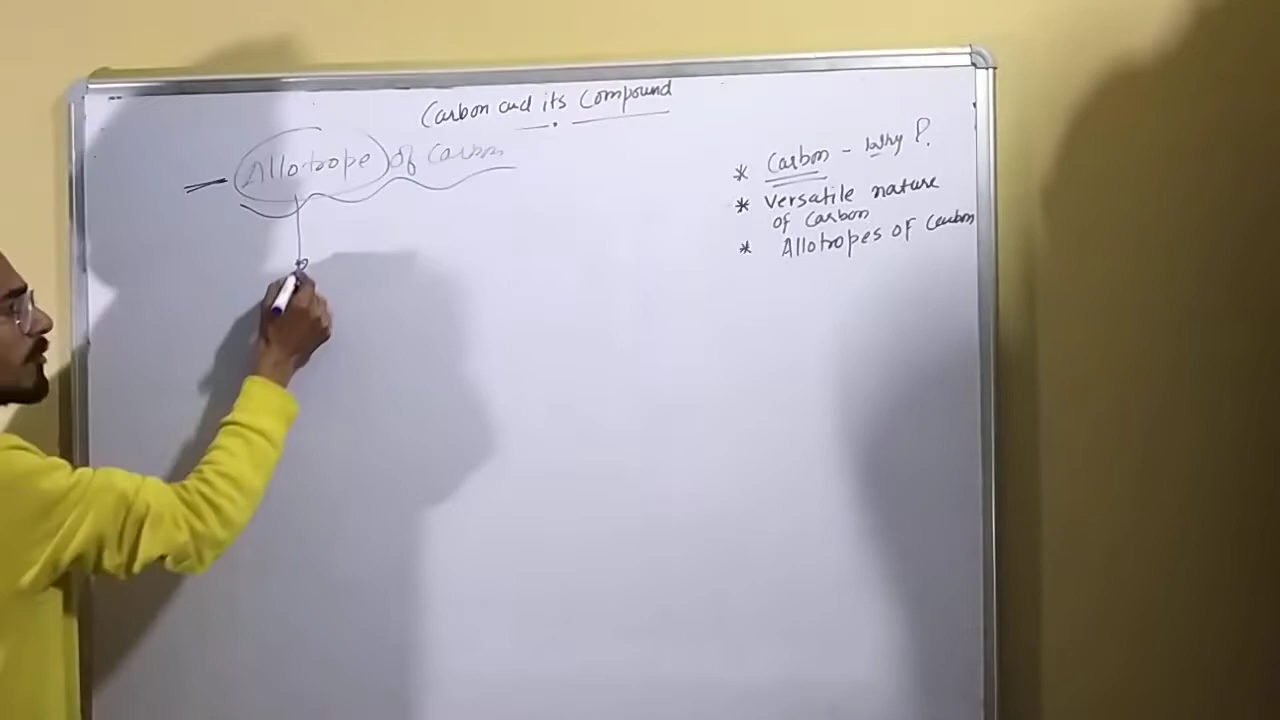 Carbon and its Compound
Allotrope of Carbon
* Carbon - Why ?
* Versatile nature
of Carbon
* Allotropes of Carbon